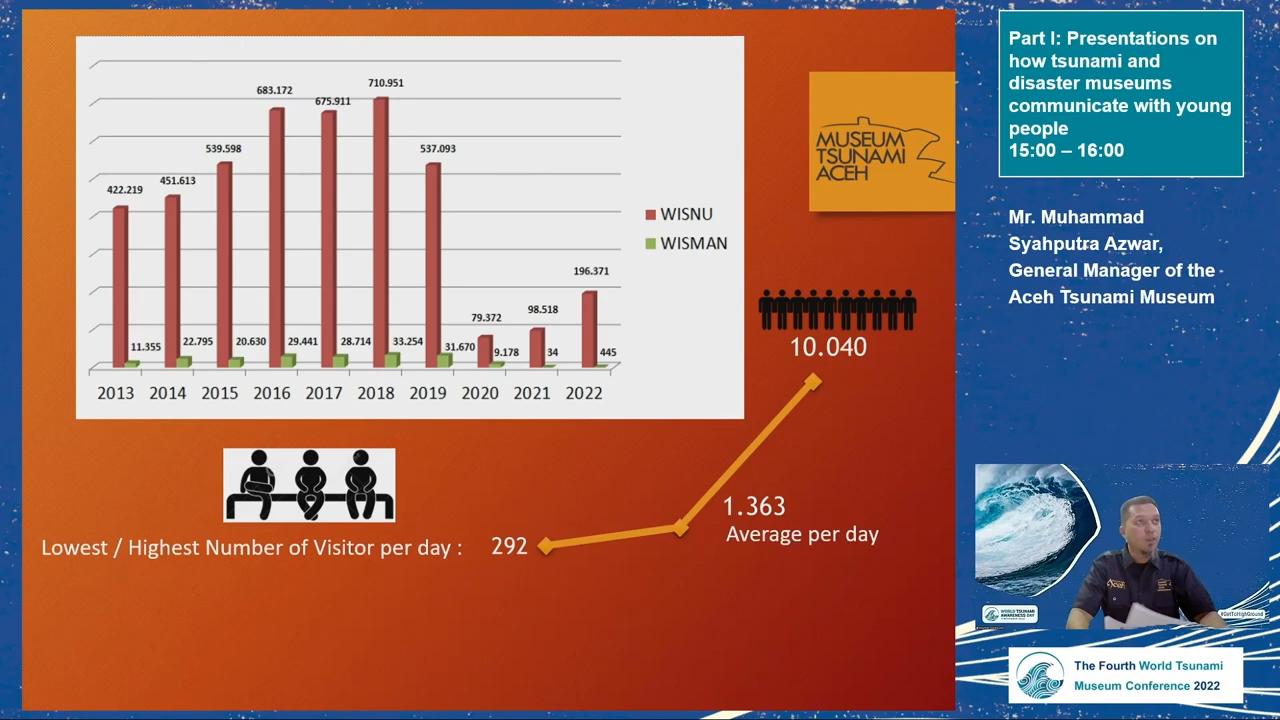 422.219
451.613
539.598
683.172
675.911
710.951
537.093
79.372
98.518
196.371
11.355
22.795
20.630
29.441
28.714
33.254
31.670
9.178
34
445
2013 2014 2015 2016 2017 2018 2019 2020 2021 2022
WISNU
WISMAN
MUSEUM
TSUNAMI
ACEH
10.040
1.363
Average per day
Lowest / Highest Number of Visitor per day : 292
Part I: Presentations on
how tsunami and
disaster museums
communicate with young
people
15:00 – 16:00
Mr. Muhammad
Syahputra Azwar,
General Manager of the
Aceh Tsunami Museum
WORLD TSUNAMI
AWARENESS DAY
#GetToHighGround
The Fourth World Tsunami
Museum Conference 2022